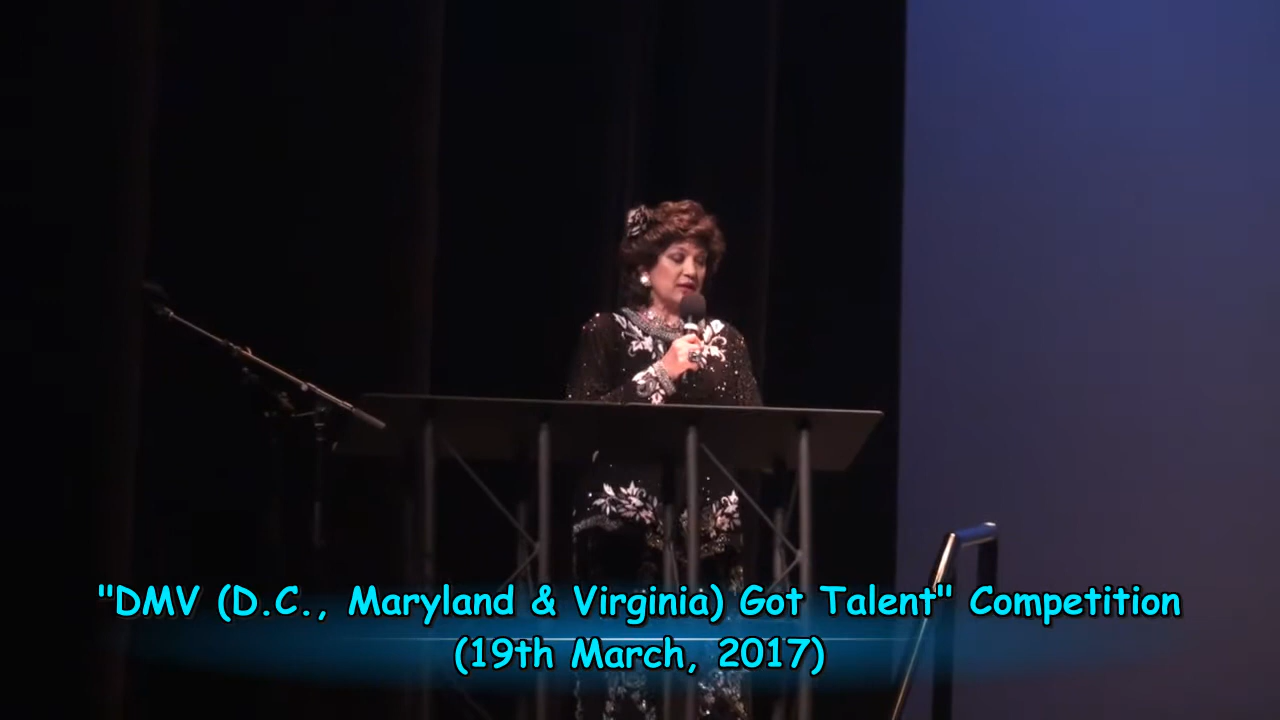 "DMV (D.C., Maryland & Virginia) Got Talent" Competition
(19th March, 2017)